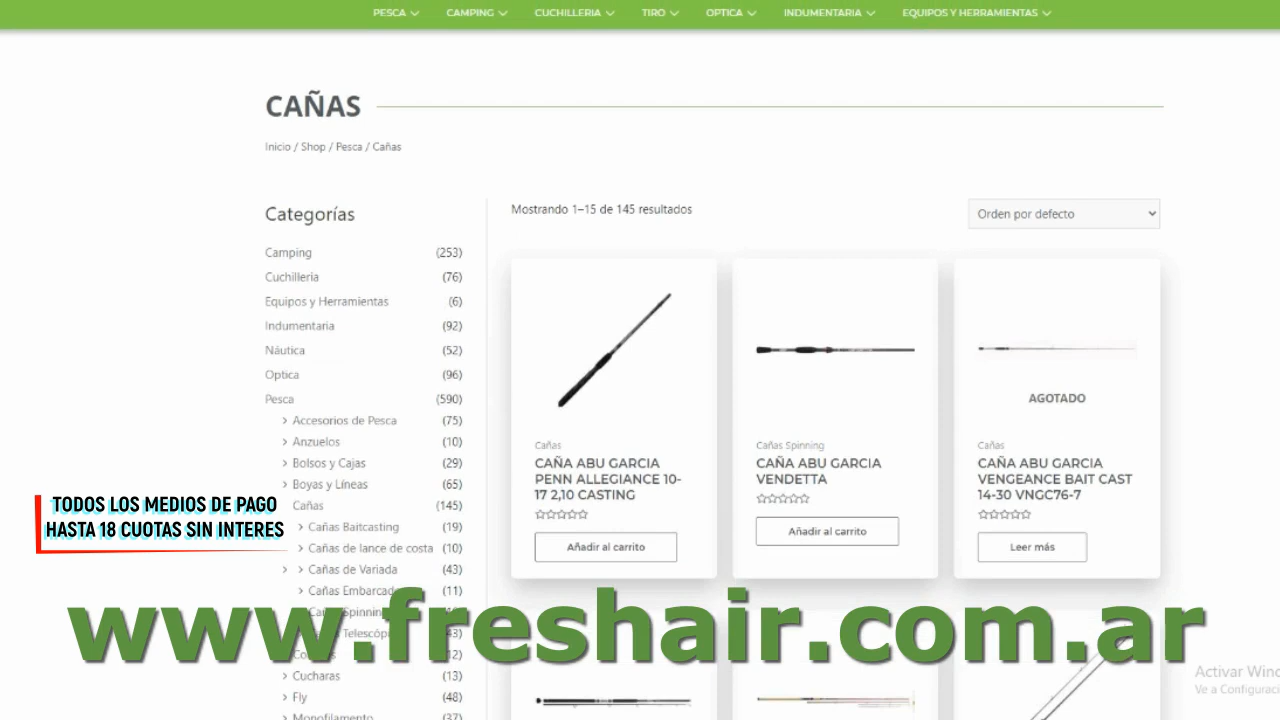 PESCA
CAMPING
CUCHILLERIA
TIRO
OPTICA
INDUMENTARIA
EQUIPOS Y HERRAMIENTAS
CAÑAS
Inicio / Shop / Pesca / Cañas
Categorías
Camping (253)
Cuchilleria (76)
Equipos y Herramientas (6)
Indumentaria (92)
Náutica (52)
Optica (96)
Pesca (590)
Accesorios de Pesca (75)
Anzuelos (10)
Bolsos y Cajas (29)
Boyas y Líneas (65)
Cañas (145)
Cañas Baitcasting (19)
Cañas de lance de costa (10)
Cañas de Variada (43)
Cañas Embarcado (11)
Cucharas (13)
Fly (48)
Monofilamento (37)
TODOS LOS MEDIOS DE PAGO
HASTA 18 CUOTAS SIN INTERES
Mostrando 1–15 de 145 resultados
Orden por defecto
Cañas
CAÑA ABU GARCIA
PENN ALLEGIANCE 10-
17 2,10 CASTING
Añadir al carrito
Cañas Spinning
CAÑA ABU GARCIA
VENDETTA
Añadir al carrito
AGOTADO
Cañas
CAÑA ABU GARCIA
VENGEANCE BAIT CAST
14-30 VNGC76-7
Leer más
www.freshair.com.ar
Activar Wind
Ve a Configuració